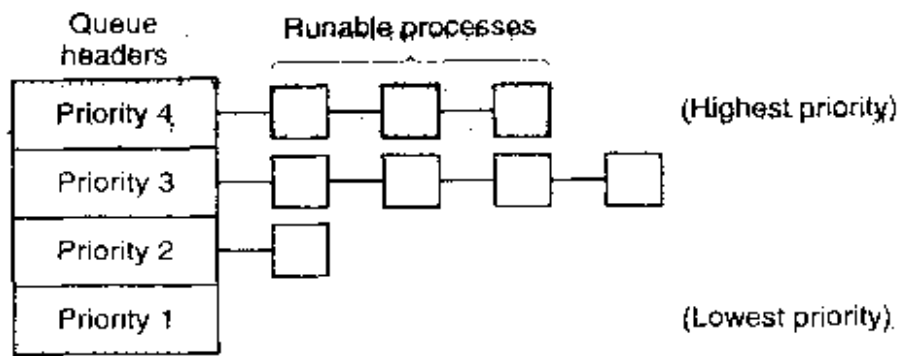 Queue
headers
Runable processes
Priority 4
(Highest priority)
Priority 3
Priority 2
Priority 1
(Lowest priority)